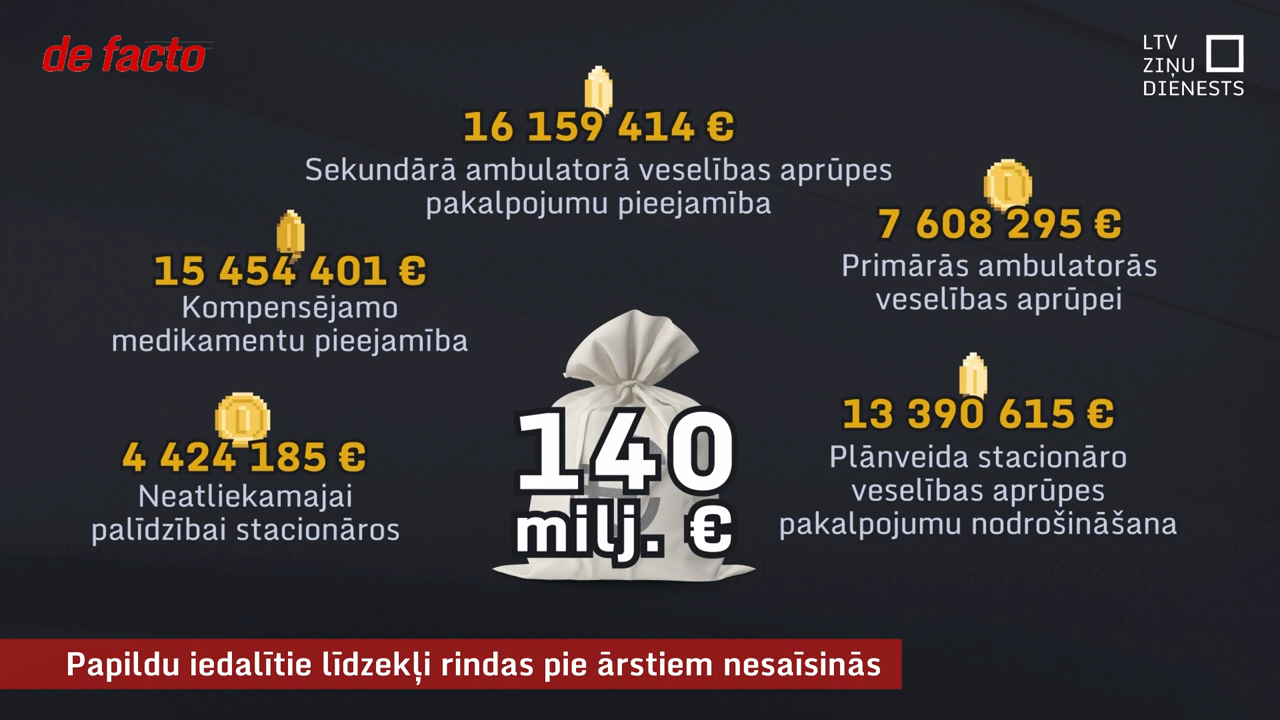 de facto
LTV
ZIŅU
DIENESTS
16 159 414 €
Sekundārā ambulatorā veselības aprūpes
pakalpojumu pieejamība
7 608 295 €
Primārās ambulatorās
veselības aprūpei
15 454 401 €
Kompensējamo
medikamentu pieejamība
13 390 615 €
Plānveida stacionāro
veselības aprūpes
pakalpojumu nodrošināšana
4 424 185 €
Neatliekamajai
palīdzībai stacionāros
140
milj. €
Papildu iedalītie līdzekļi rindas pie ārstiem nesaīsinās